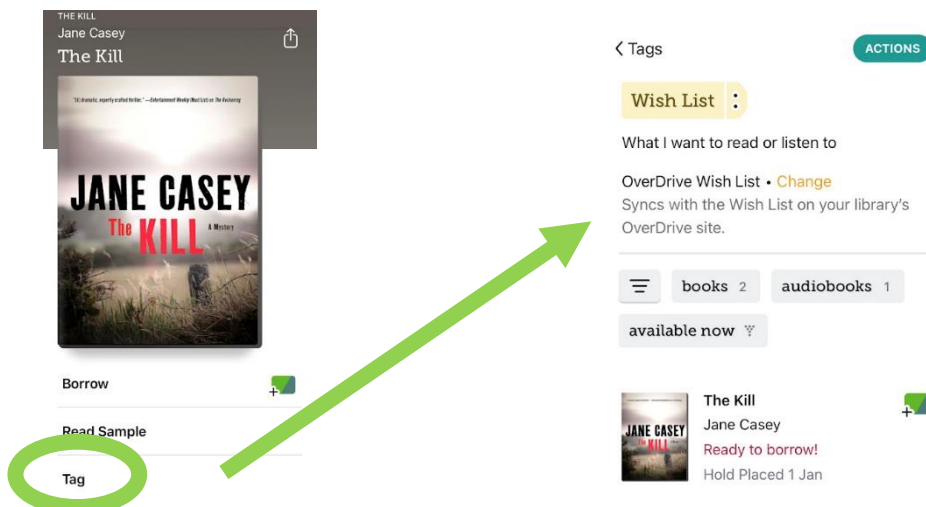 THE KILL
Jane Casey
The Kill
JANE CASEY
The
KILL
A Mystery
Borrow
Read Sample
Tag
Tags
ACTIONS
Wish List :
What I want to read or listen to
OverDrive Wish List • Change
Syncs with the Wish List on your library's
OverDrive site.
books 2 audiobooks 1
available now
The Kill
Jane Casey
Ready to borrow!
Hold Placed 1 Jan
JANE CASEY
KILL